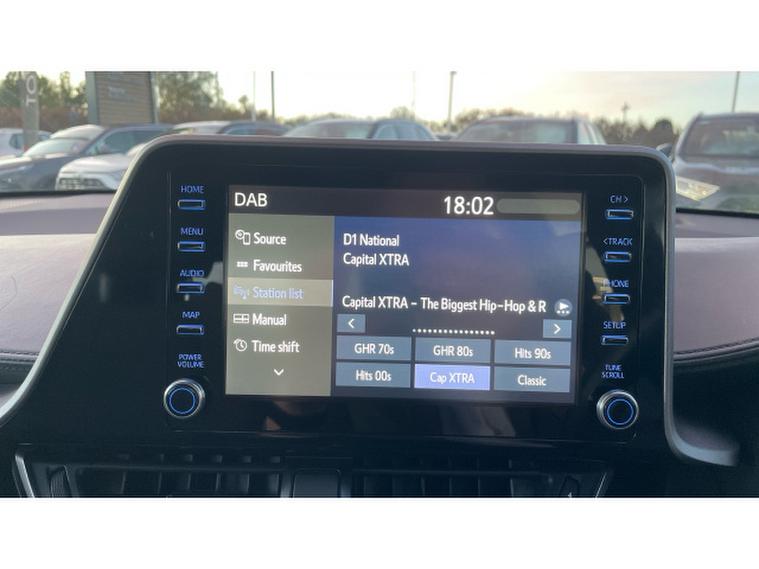 TO
HOME
MENU
AUDIO
MAP
POWER
VOLUME
DAB
18:02
Source
Favourites
Station list
Manual
Time shift
D1 National
Capital XTRA
Capital XTRA - The Biggest Hip-Hop & R
GHR 70s
GHR 80s
Hits 90s
Hits 00s
Cap XTRA
Classic
CH >
< TRACK
PHONE
SETUP
TUNE
SCROLL